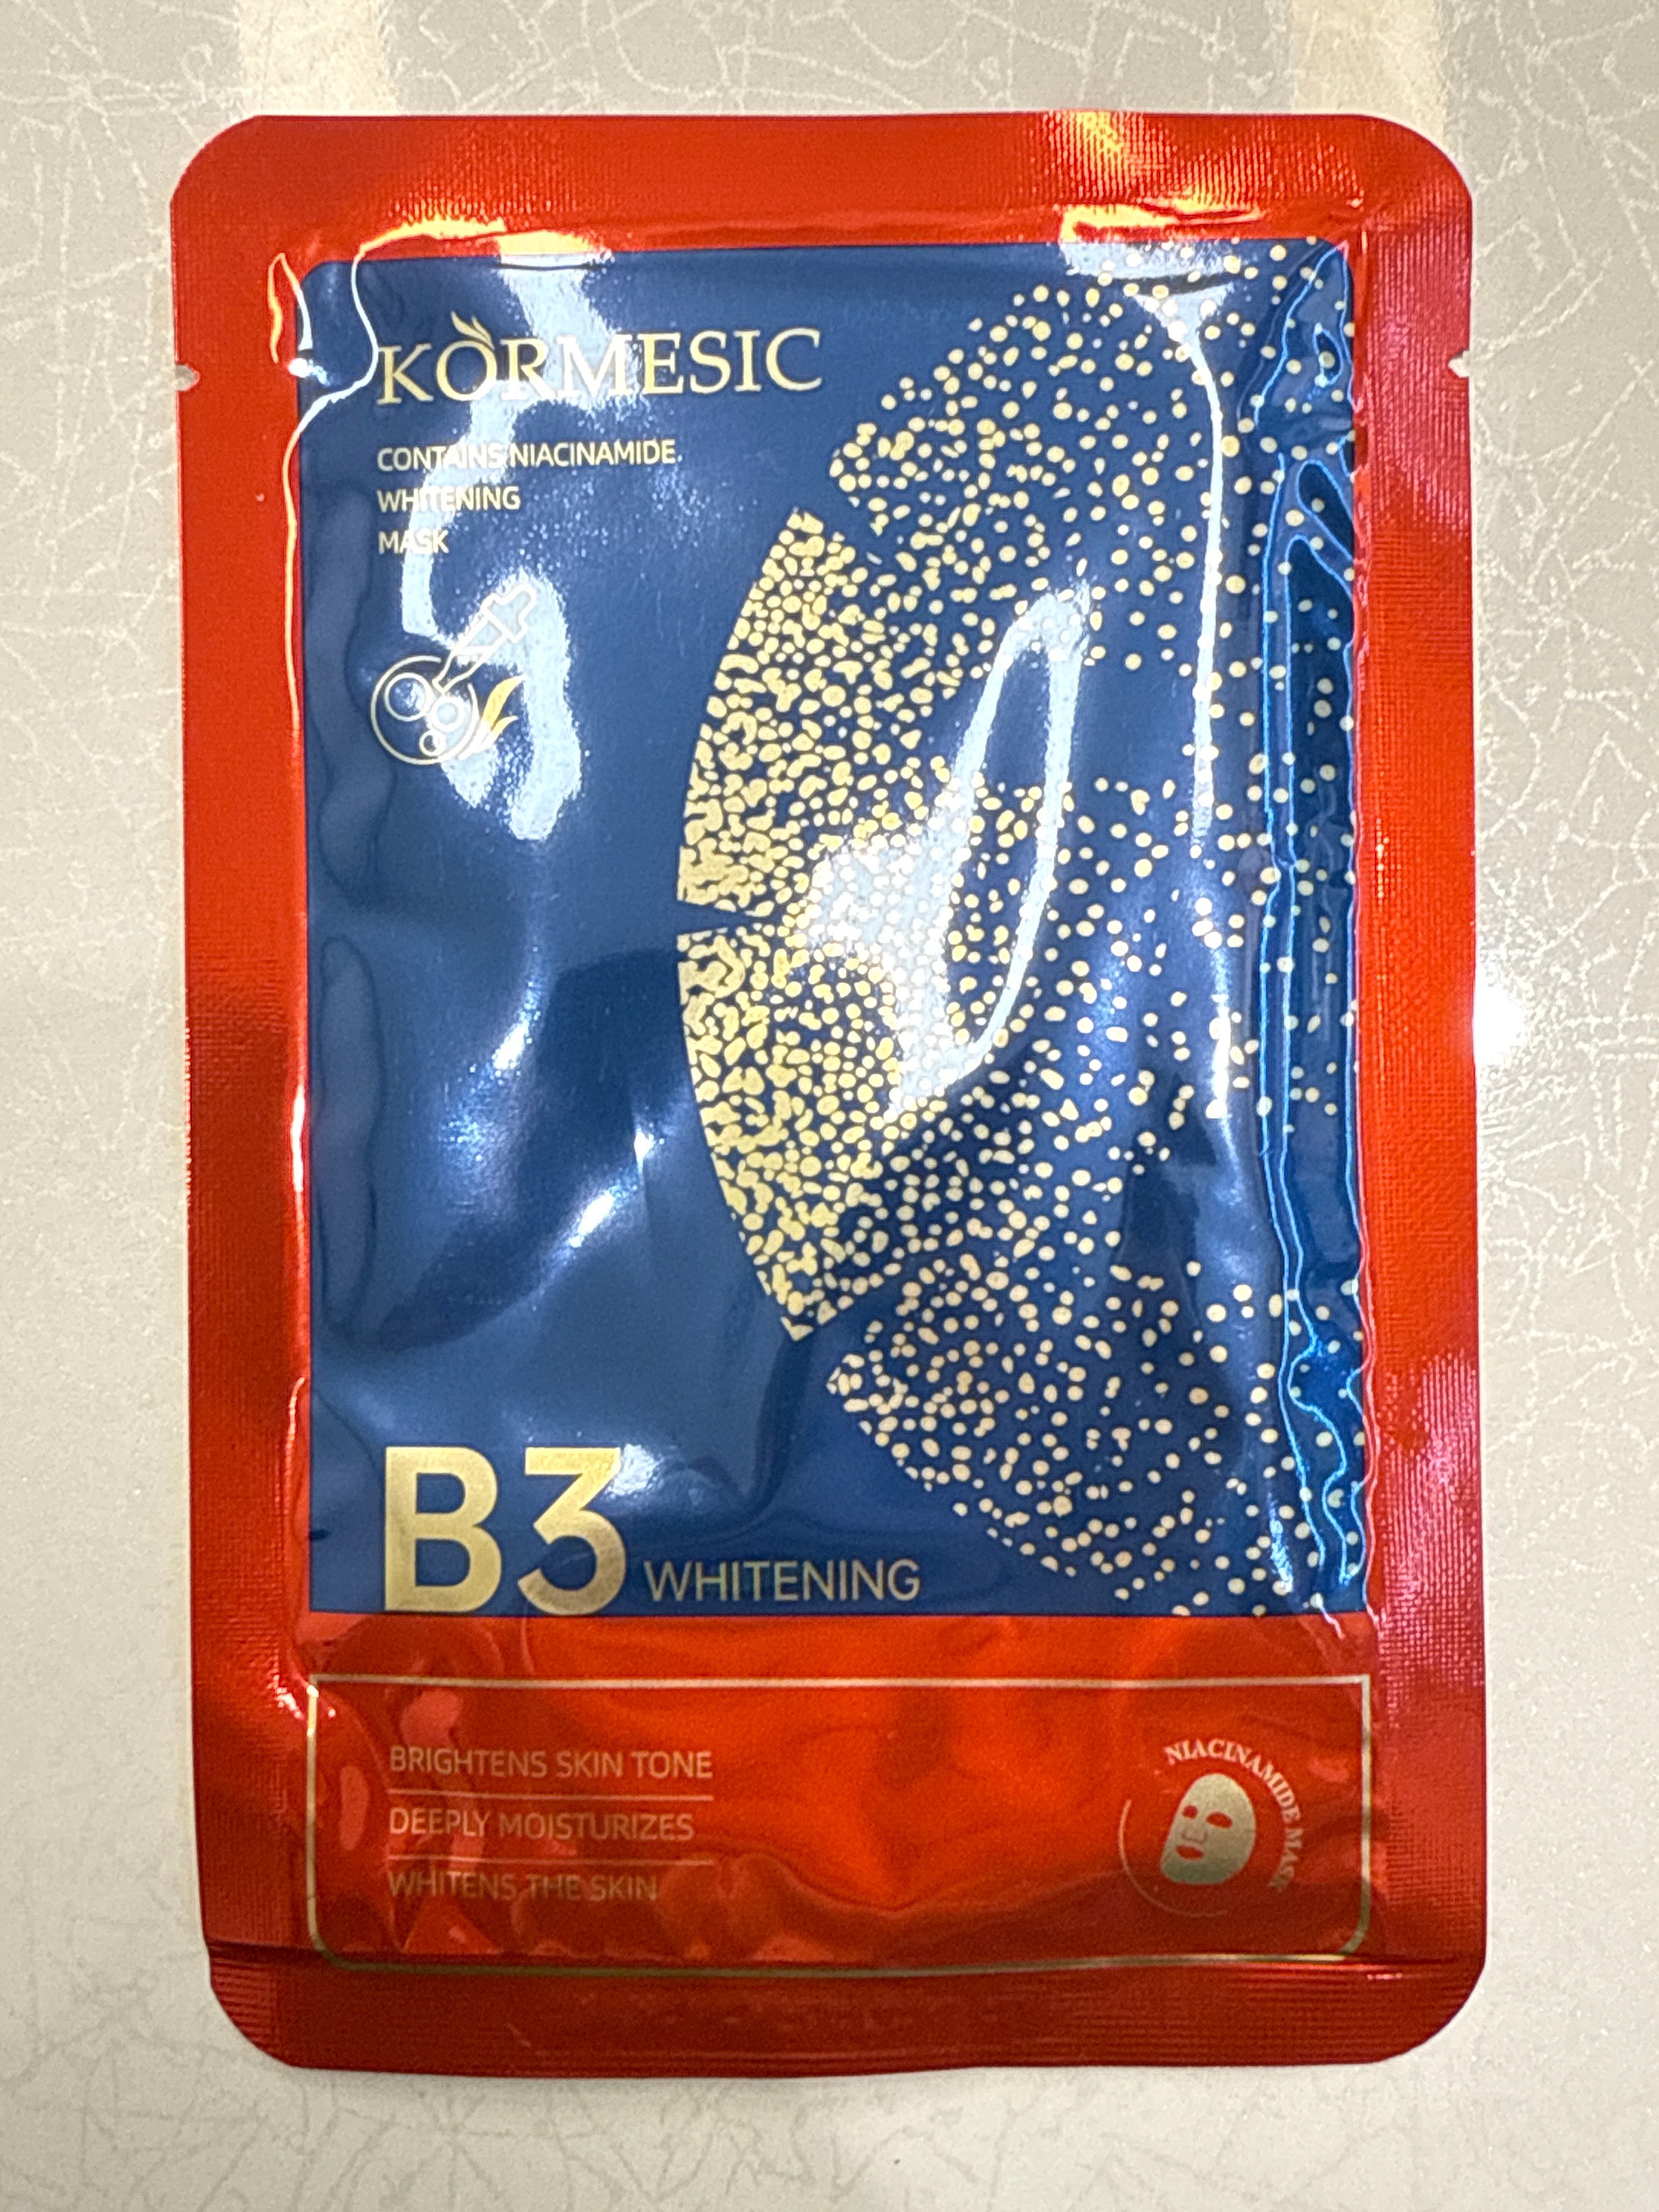 KORMESIC
CONTAINS NIACINAMIDE
WHITENING
MASK
B3 WHITENING
BRIGHTENS SKIN TONE
DEEPLY MOISTURIZES
WHITENS THE SKIN
NIACINAMIDE MASK